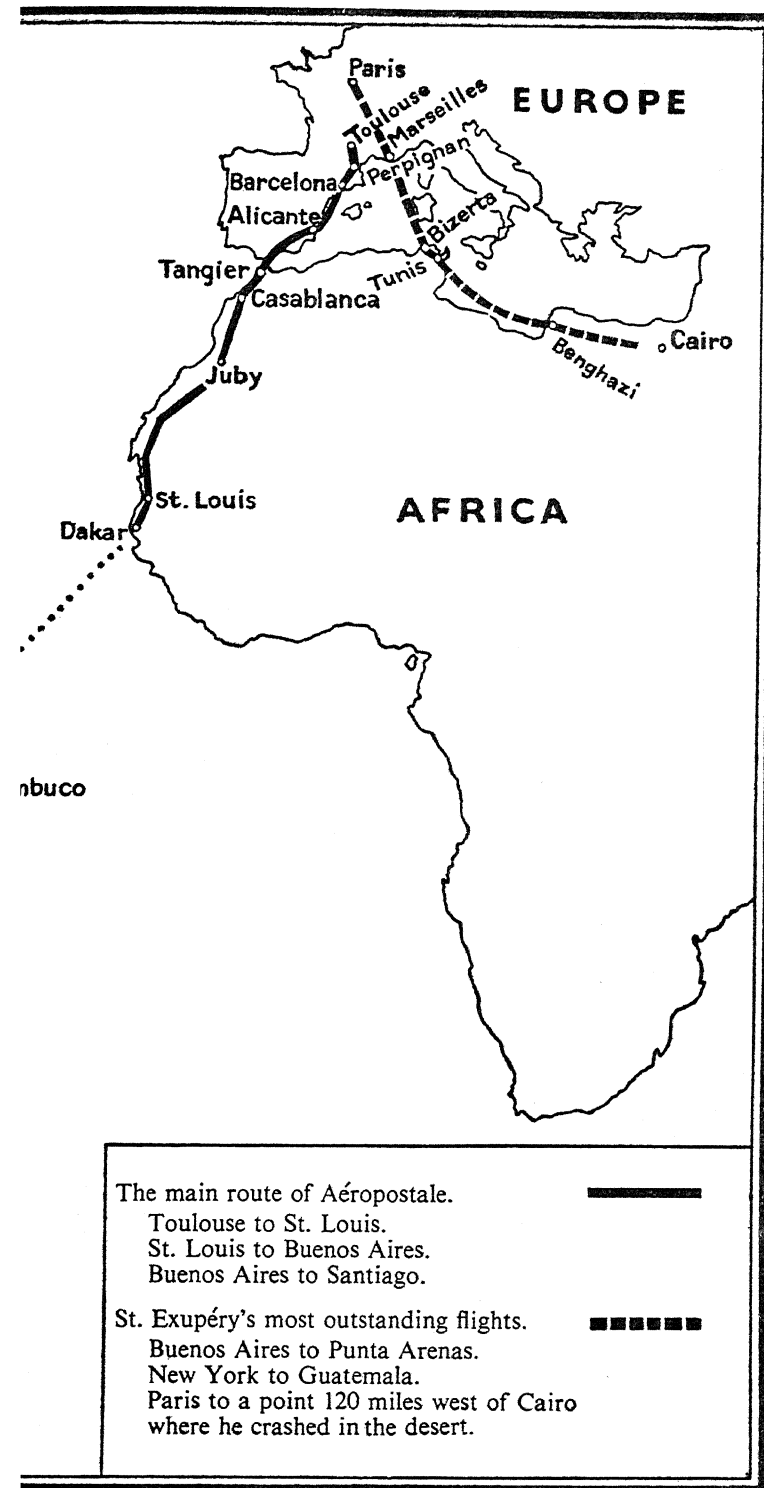 Paris
EUROPE
Toulouse
Marseilles
Perpignan
Barcelona
Alicante
Bizerta
Tangier
Tunis
Casablanca
Cairo
Benghazi
Juby
St. Louis
AFRICA
Dakar
nbuco
The main route of Aéropostale.
Toulouse to St. Louis.
St. Louis to Buenos Aires.
Buenos Aires to Santiago.
St. Exupéry's most outstanding flights.
Buenos Aires to Punta Arenas.
New York to Guatemala.
Paris to a point 120 miles west of Cairo
where he crashed in the desert.